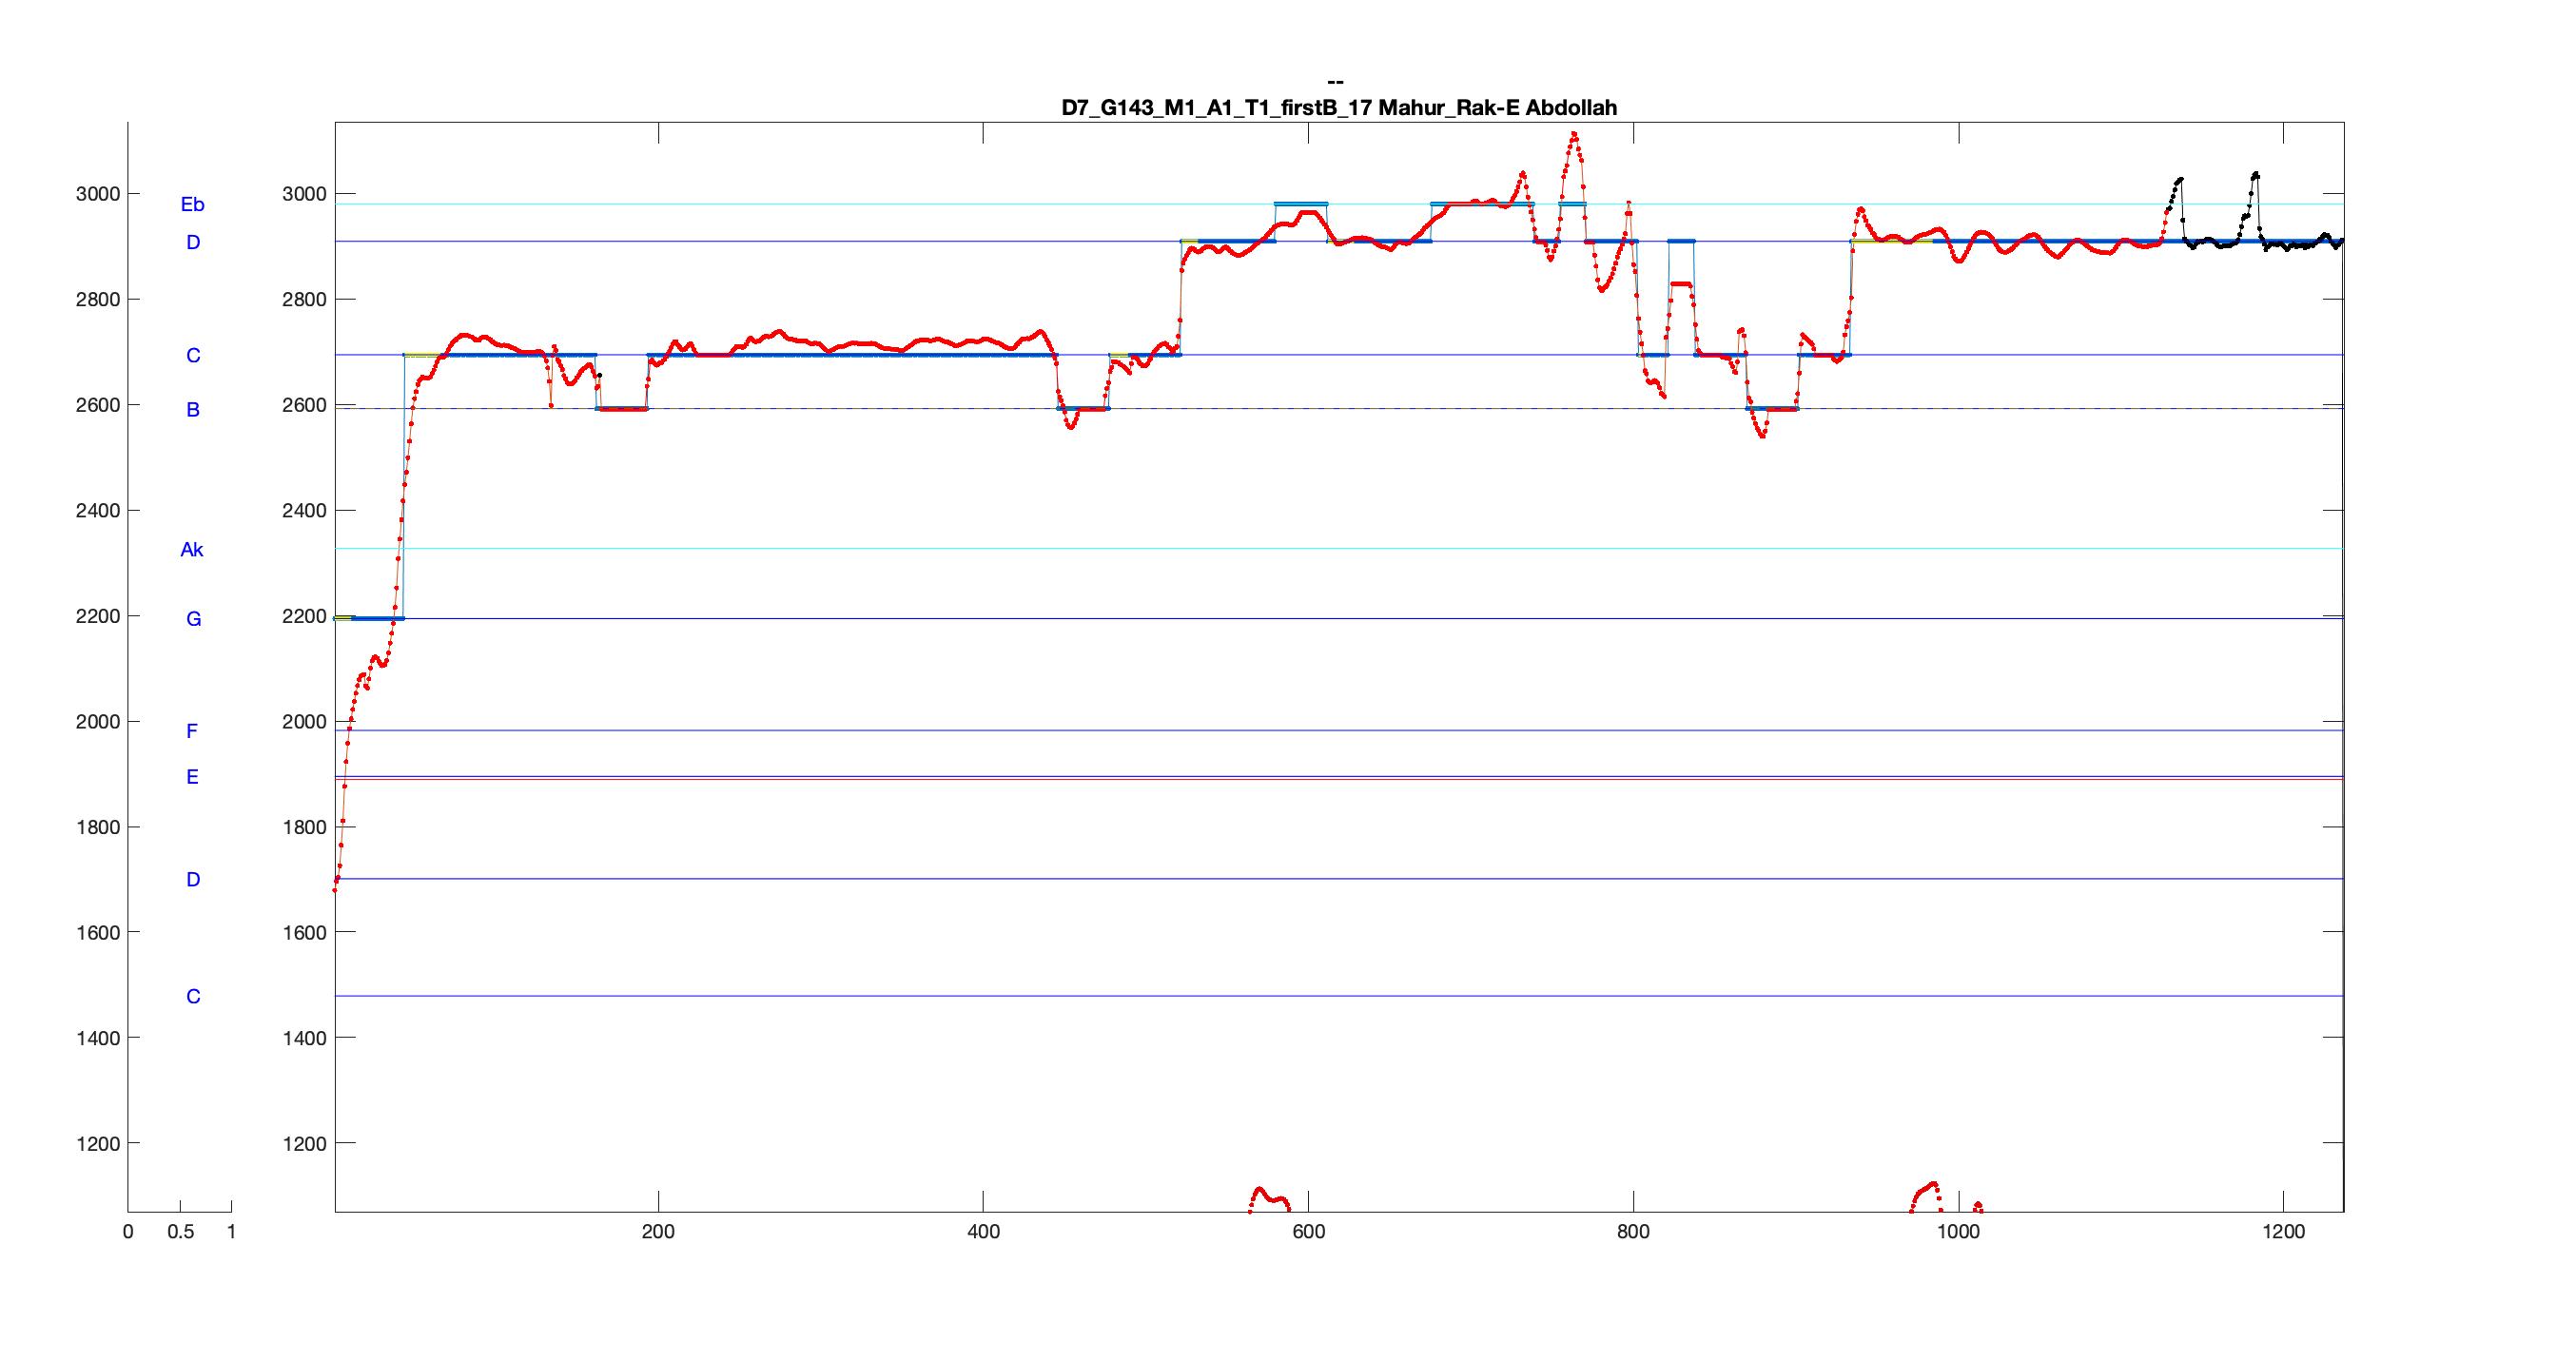 --
D7_G143_M1_A1_T1_firstB_17 Mahur_Rak-E Abdollah
3000 Eb 3000
D
2800 2800
C
2600 B 2600
2400 2400
Ak
2200 G 2200
2000 F 2000
E
1800 1800
D
1600 1600
C
1400 1400
1200 1200
0 0.5 1 200 400 600 800 1000 1200